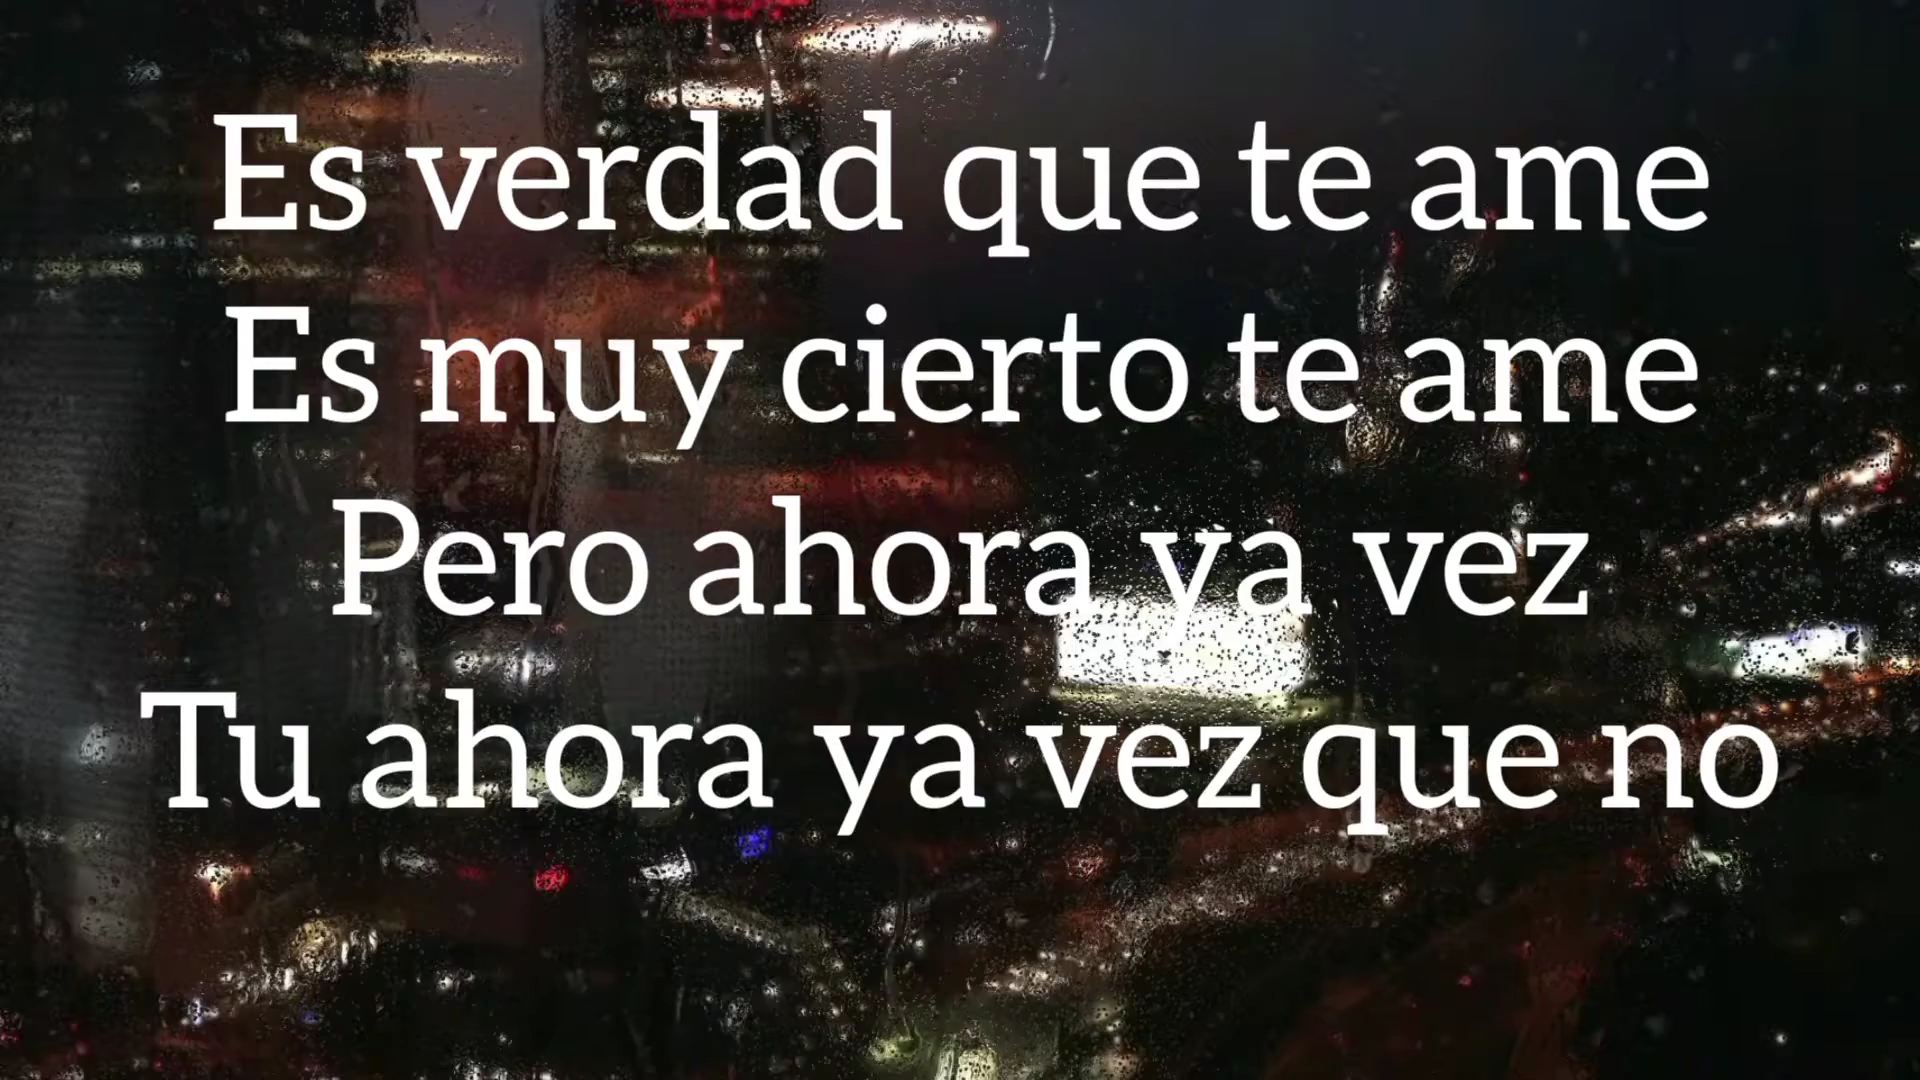 Es verdad que te ame
Es muy cierto te ame
Pero ahora ya vez
Tu ahora ya vez que no